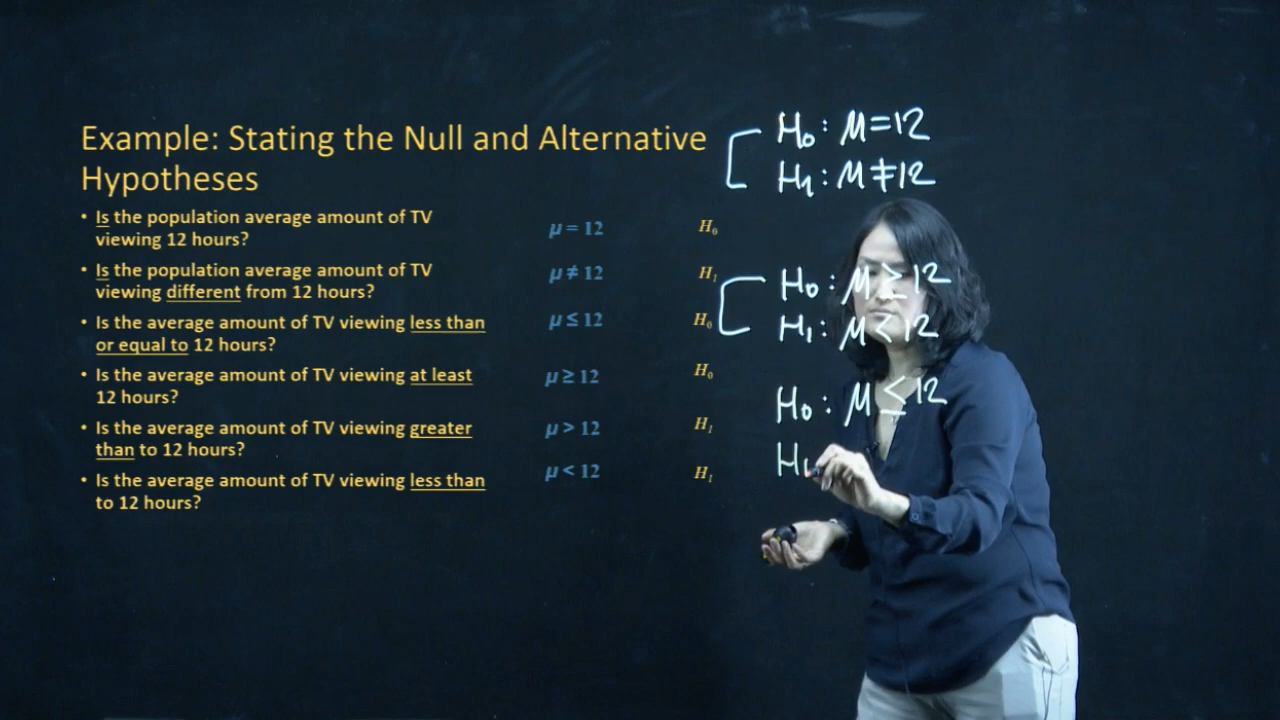 Example: Stating the Null and Alternative
Hypotheses
• Is the population average amount of TV
viewing 12 hours?
μ = 12
H₀
• Is the population average amount of TV
viewing different from 12 hours?
μ ≠ 12
H₁
• Is the average amount of TV viewing less than
or equal to 12 hours?
μ ≤ 12
H₀
• Is the average amount of TV viewing at least
12 hours?
μ ≥ 12
H₀
• Is the average amount of TV viewing greater
than to 12 hours?
μ > 12
H₁
• Is the average amount of TV viewing less than
to 12 hours?
μ < 12
H₁
H₀ : μ = 12
H₁ : μ ≠ 12
H₀ : μ ≥ 12
H₁ : μ < 12
H₀ : μ ≤ 12
H₁